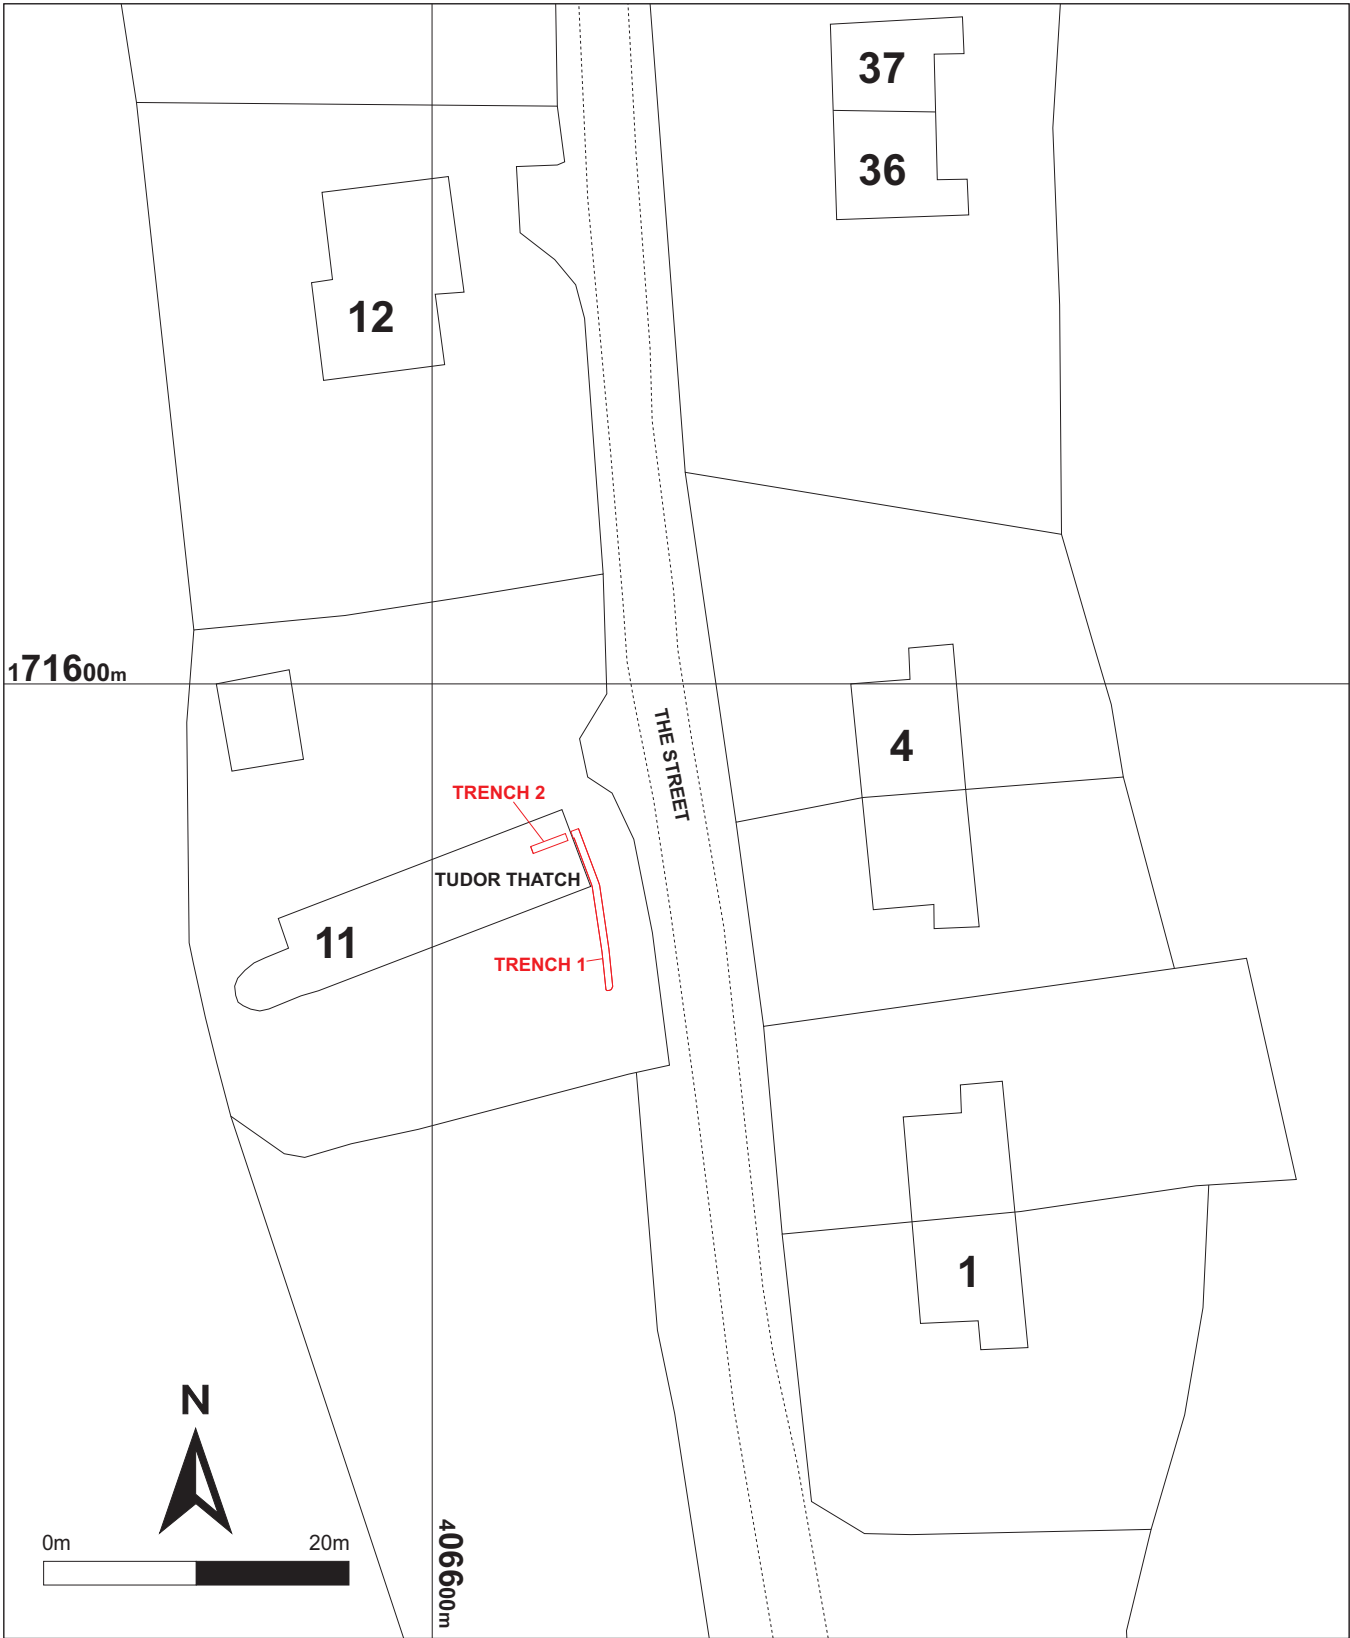 37
36
12
171600m
THE STREET
4
TRENCH 2
TUDOR THATCH
11
TRENCH 1
1
N
0m 20m
406600m